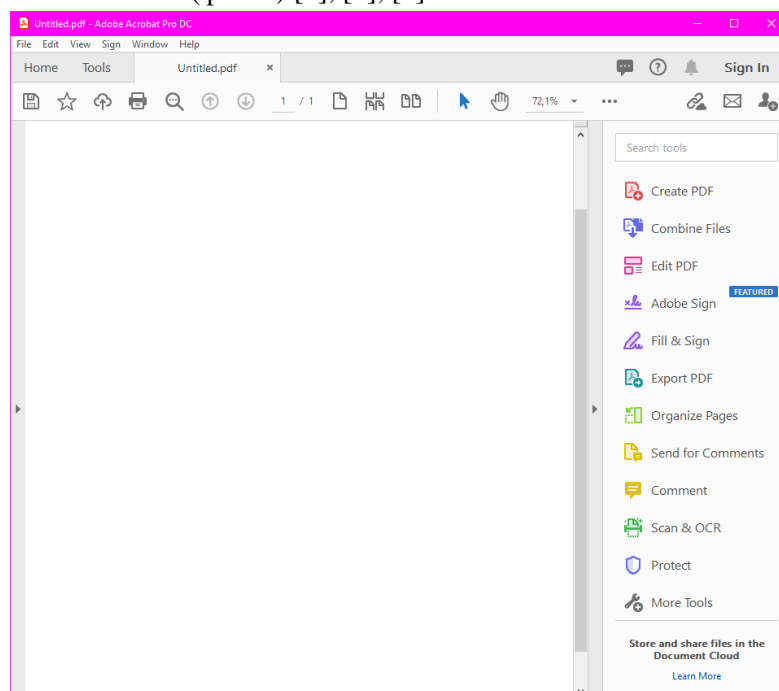 Untitled.pdf - Adobe Acrobat Pro DC
File Edit View Sign Window Help
Home Tools Untitled.pdf × Sign In
1 / 1 72,1%
Search tools
Create PDF
Combine Files
Edit PDF
FEATURED
Adobe Sign
Fill & Sign
Export PDF
Organize Pages
Send for Comments
Comment
Scan & OCR
Protect
More Tools
Store and share files in the
Document Cloud
Learn More